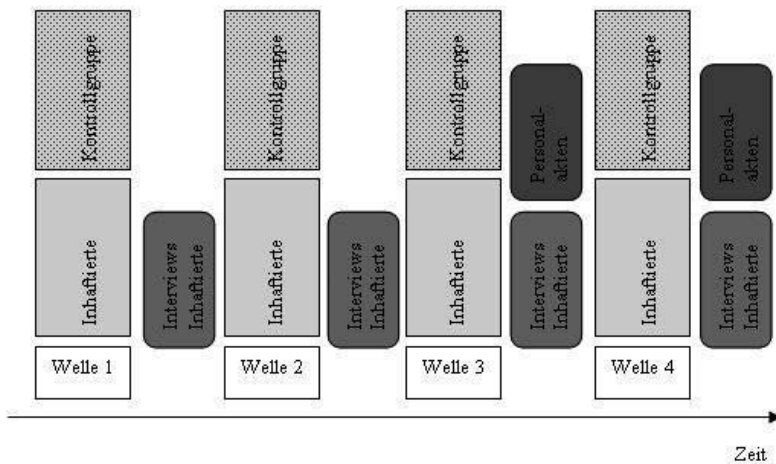 Kontrollgruppe
Kontrollgruppe
Kontrollgruppe
Personal-
akten
Kontrollgruppe
Personal-
akten
Inhaftierte
Interviews
Inhaftierte
Inhaftierte
Interviews
Inhaftierte
Inhaftierte
Interviews
Inhaftierte
Inhaftierte
Interviews
Inhaftierte
Welle 1
Welle 2
Welle 3
Welle 4
Zeit